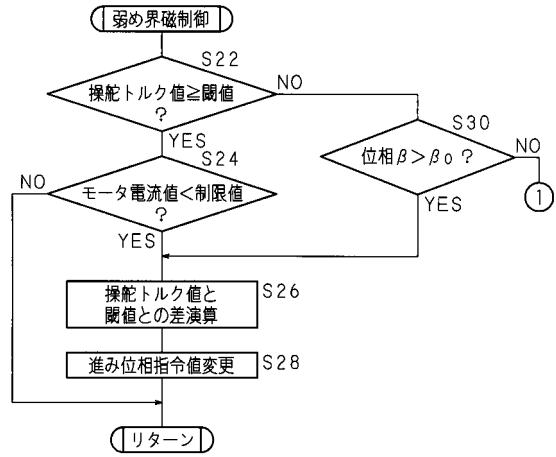 弱め界磁制御
S22
操舵トルク値≧閾値
?
NO
YES
S30
位相β>β0 ?
NO
YES
1
S24
NO
モータ電流値<制限値
?
YES
操舵トルク値と
閾値との差演算
S26
進み位相指令値変更
S28
リターン